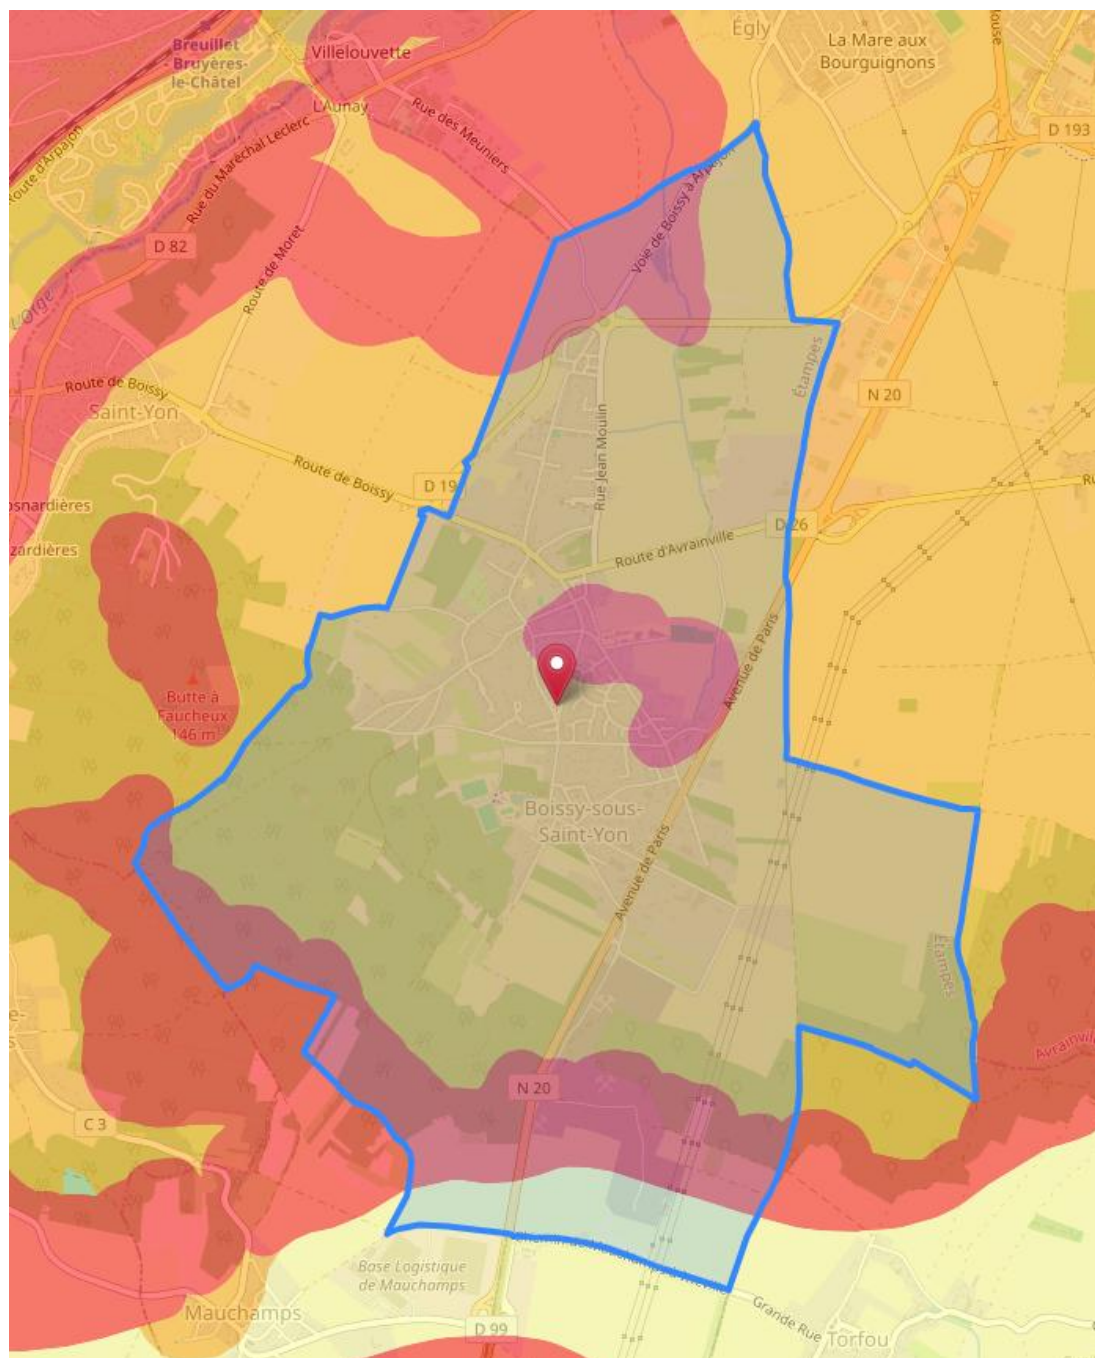 Égly
La Mare aux
Bourguignons
Breuillet
- Bruyères-
le-Châtel
Villelouvette
L'Aunay
Rue des Meuniers
D 193
Route d'Arpajon
Rue du Maréchal Leclerc
Voie de Boissy à Arpajon
D 82
Route de Moret
L'Orge
Étampes
Route de Boissy
Saint-Yon
N 20
Rue Jean Moulin
Route de Boissy
D 19
D 26
Route d'Avrainville
Avenue de Paris
Butte à
Faucheux
146 m
Boissy-sous-
Saint-Yon
Avenue de Paris
Étampes
N 20
C 3
Base Logistique
de Mauchamps
Mauchamps
D 99
Grande Rue
Torfou